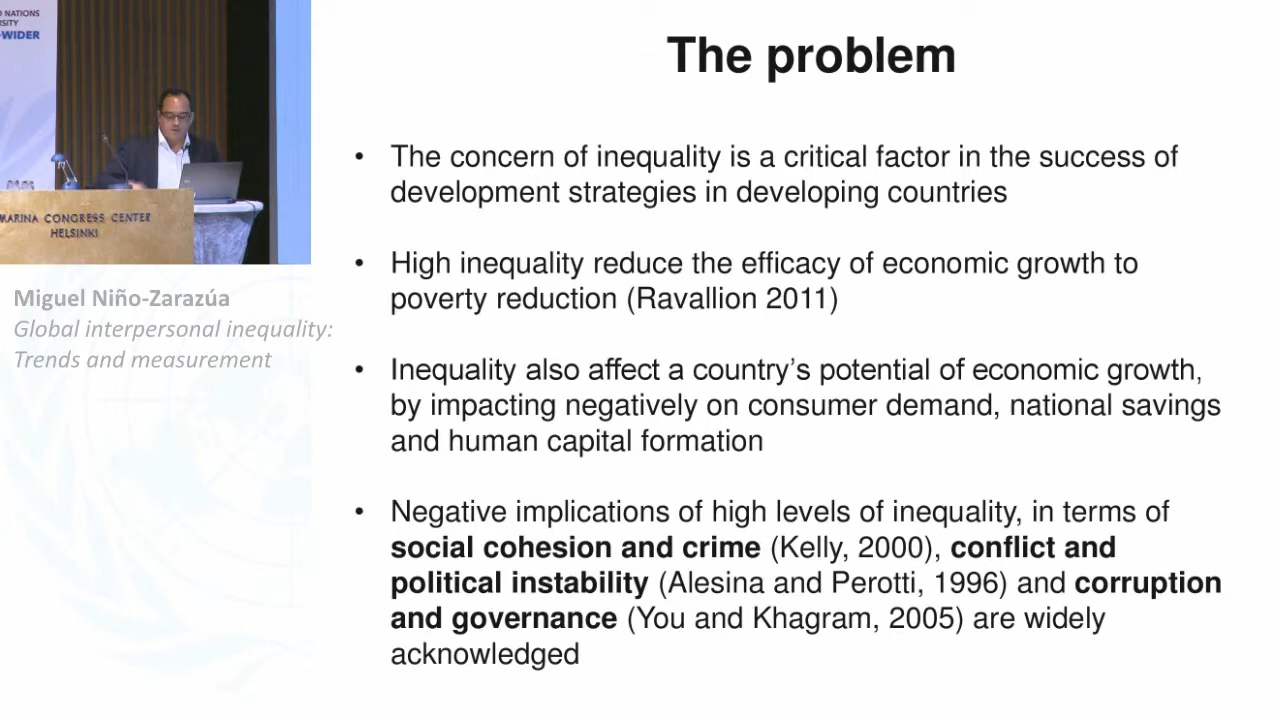 NATIONS
-WIDER
MARINA CONGRESS CENTER
HELSINKI
Miguel Niño-Zarazúa
Global interpersonal inequality:
Trends and measurement
The problem
• The concern of inequality is a critical factor in the success of
development strategies in developing countries
• High inequality reduce the efficacy of economic growth to
poverty reduction (Ravallion 2011)
• Inequality also affect a country’s potential of economic growth,
by impacting negatively on consumer demand, national savings
and human capital formation
• Negative implications of high levels of inequality, in terms of
social cohesion and crime (Kelly, 2000), conflict and
political instability (Alesina and Perotti, 1996) and corruption
and governance (You and Khagram, 2005) are widely
acknowledged